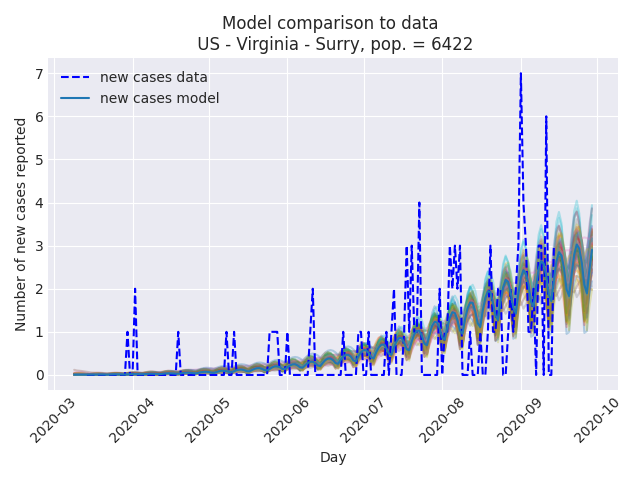 Model comparison to data
US - Virginia - Surry, pop. = 6422
new cases data
new cases model
Number of new cases reported
7
6
5
4
3
2
1
0
2020-03
2020-04
2020-05
2020-06
2020-07
2020-08
2020-09
2020-10
Day